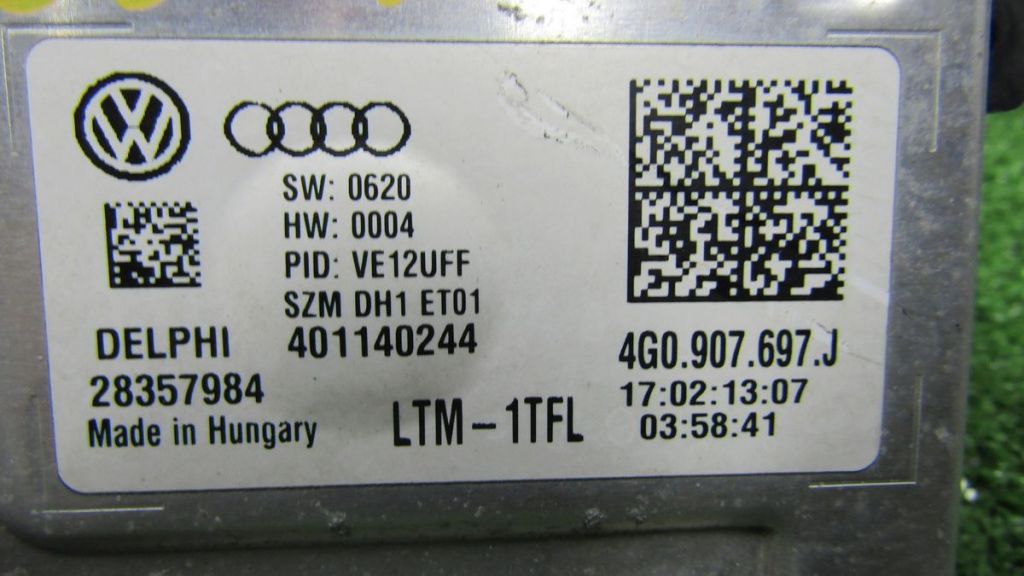 SW: 0620
HW: 0004
PID: VE12UFF
SZM DH1 ET01
DELPHI 401140244
28357984
Made in Hungary
LTM-1TFL
4G0.907.697.J
17:02:13:07
03:58:41